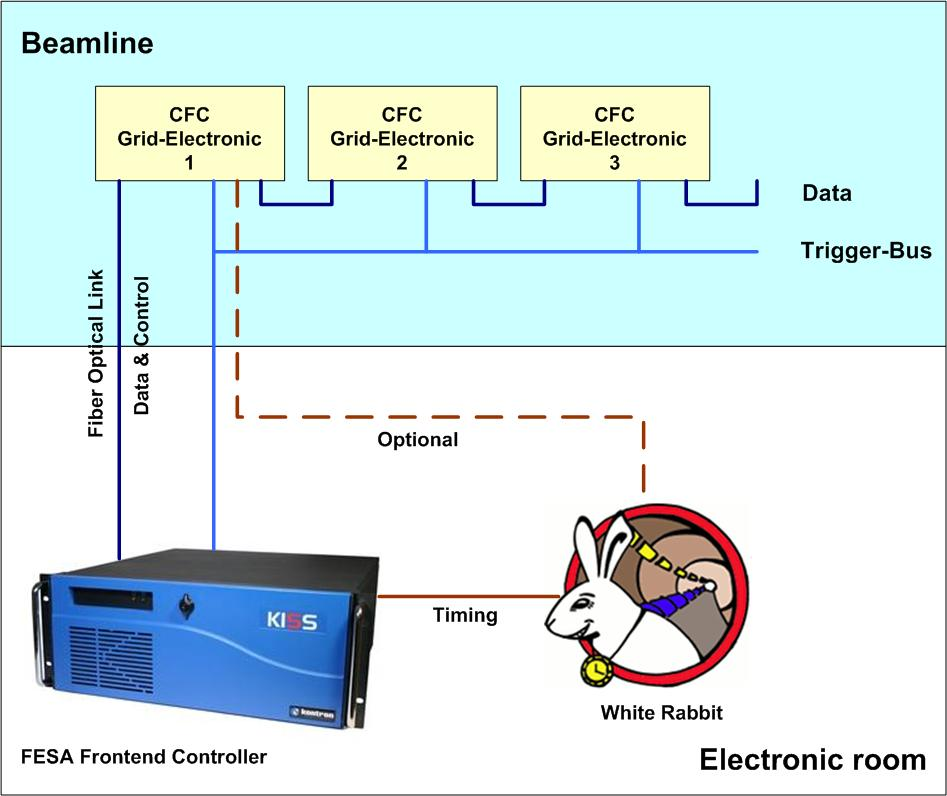 Beamline
CFC
Grid-Electronic
1
CFC
Grid-Electronic
2
CFC
Grid-Electronic
3
Data
Trigger-Bus
Fiber Optical Link
Data & Control
Optional
KISS
kontron
Timing
White Rabbit
FESA Frontend Controller
Electronic room